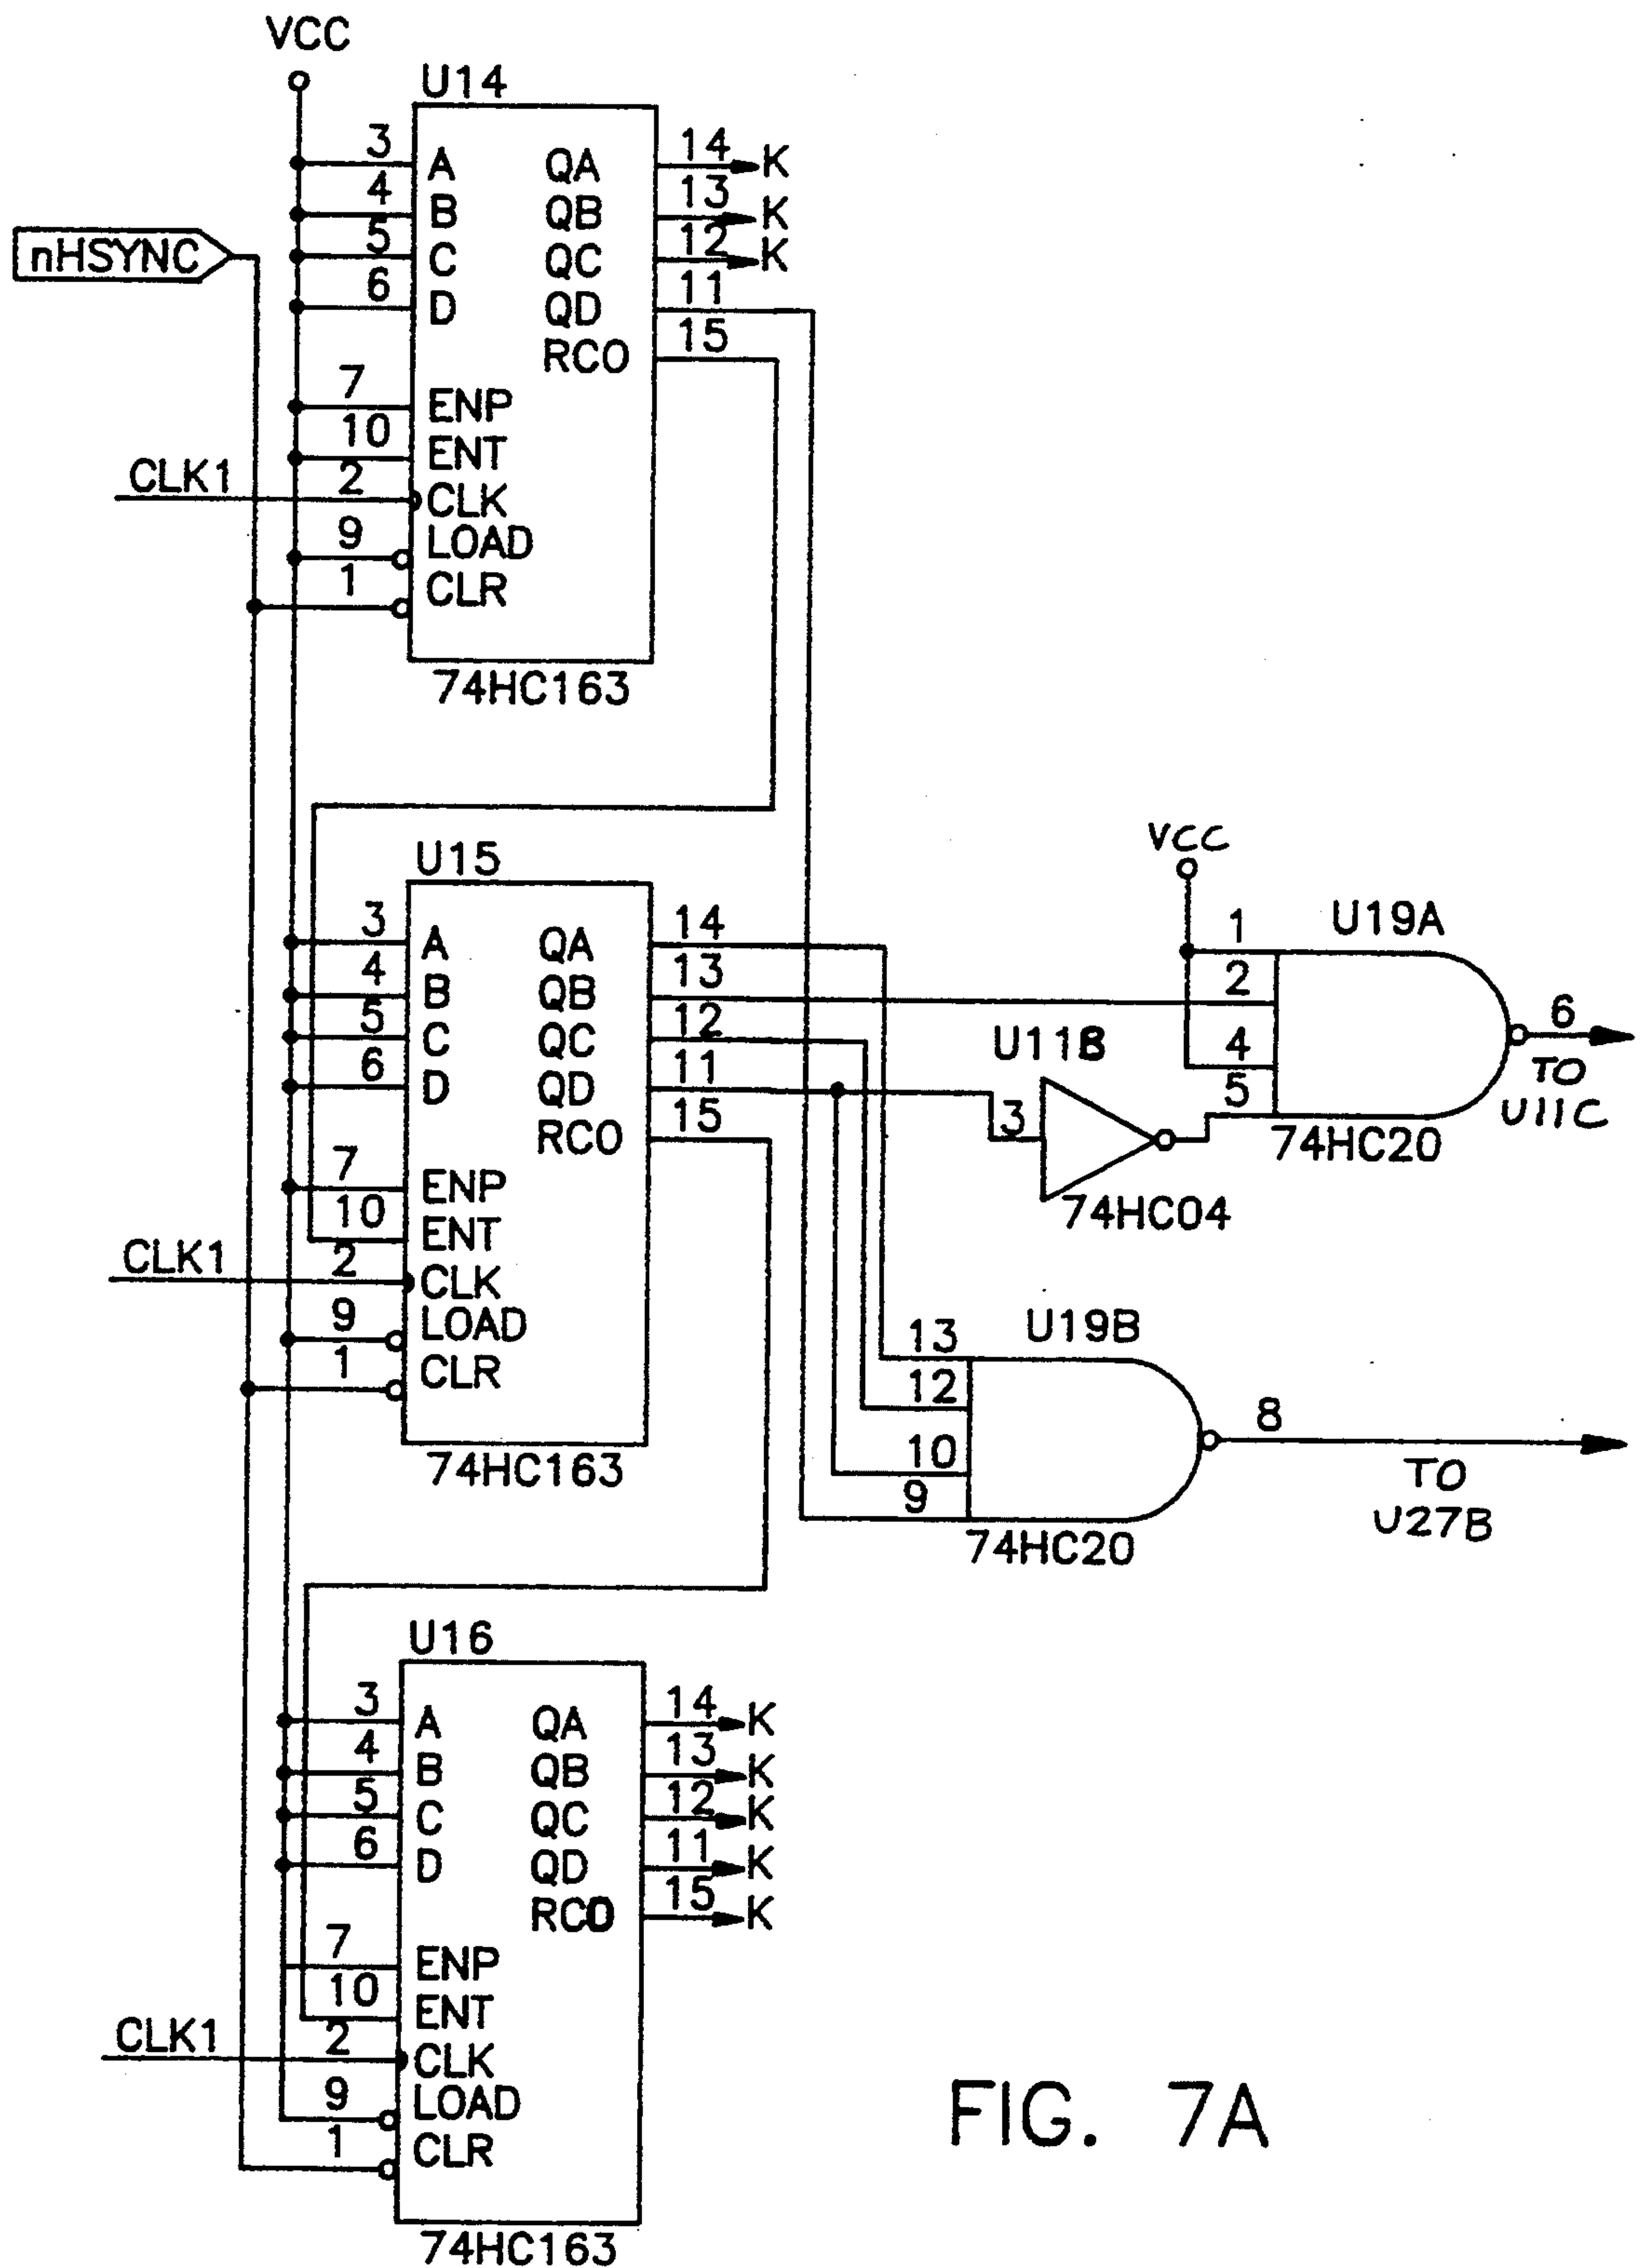 VCC
U14
nHSYNC
3 A QA 14 K
4 B QB 13 K
5 C QC 12 K
6 D QD 11
RCO 15
7 ENP
10 ENT
CLK1 2 CLK
9 LOAD
1 CLR
74HC163
U15
3 A QA 14
4 B QB 13
5 C QC 12
6 D QD 11
RCO 15
7 ENP
10 ENT
CLK1 2 CLK
9 LOAD
1 CLR
74HC163
VCC
U19A
1
2
4
5
6
TO
U11C
74HC20
U11B
3
74HC04
U19B
13
12
10
9
8
TO
U27B
74HC20
U16
3 A QA 14 K
4 B QB 13 K
5 C QC 12 K
6 D QD 11 K
RCO 15 K
7 ENP
10 ENT
CLK1 2 CLK
9 LOAD
1 CLR
74HC163
FIG. 7A